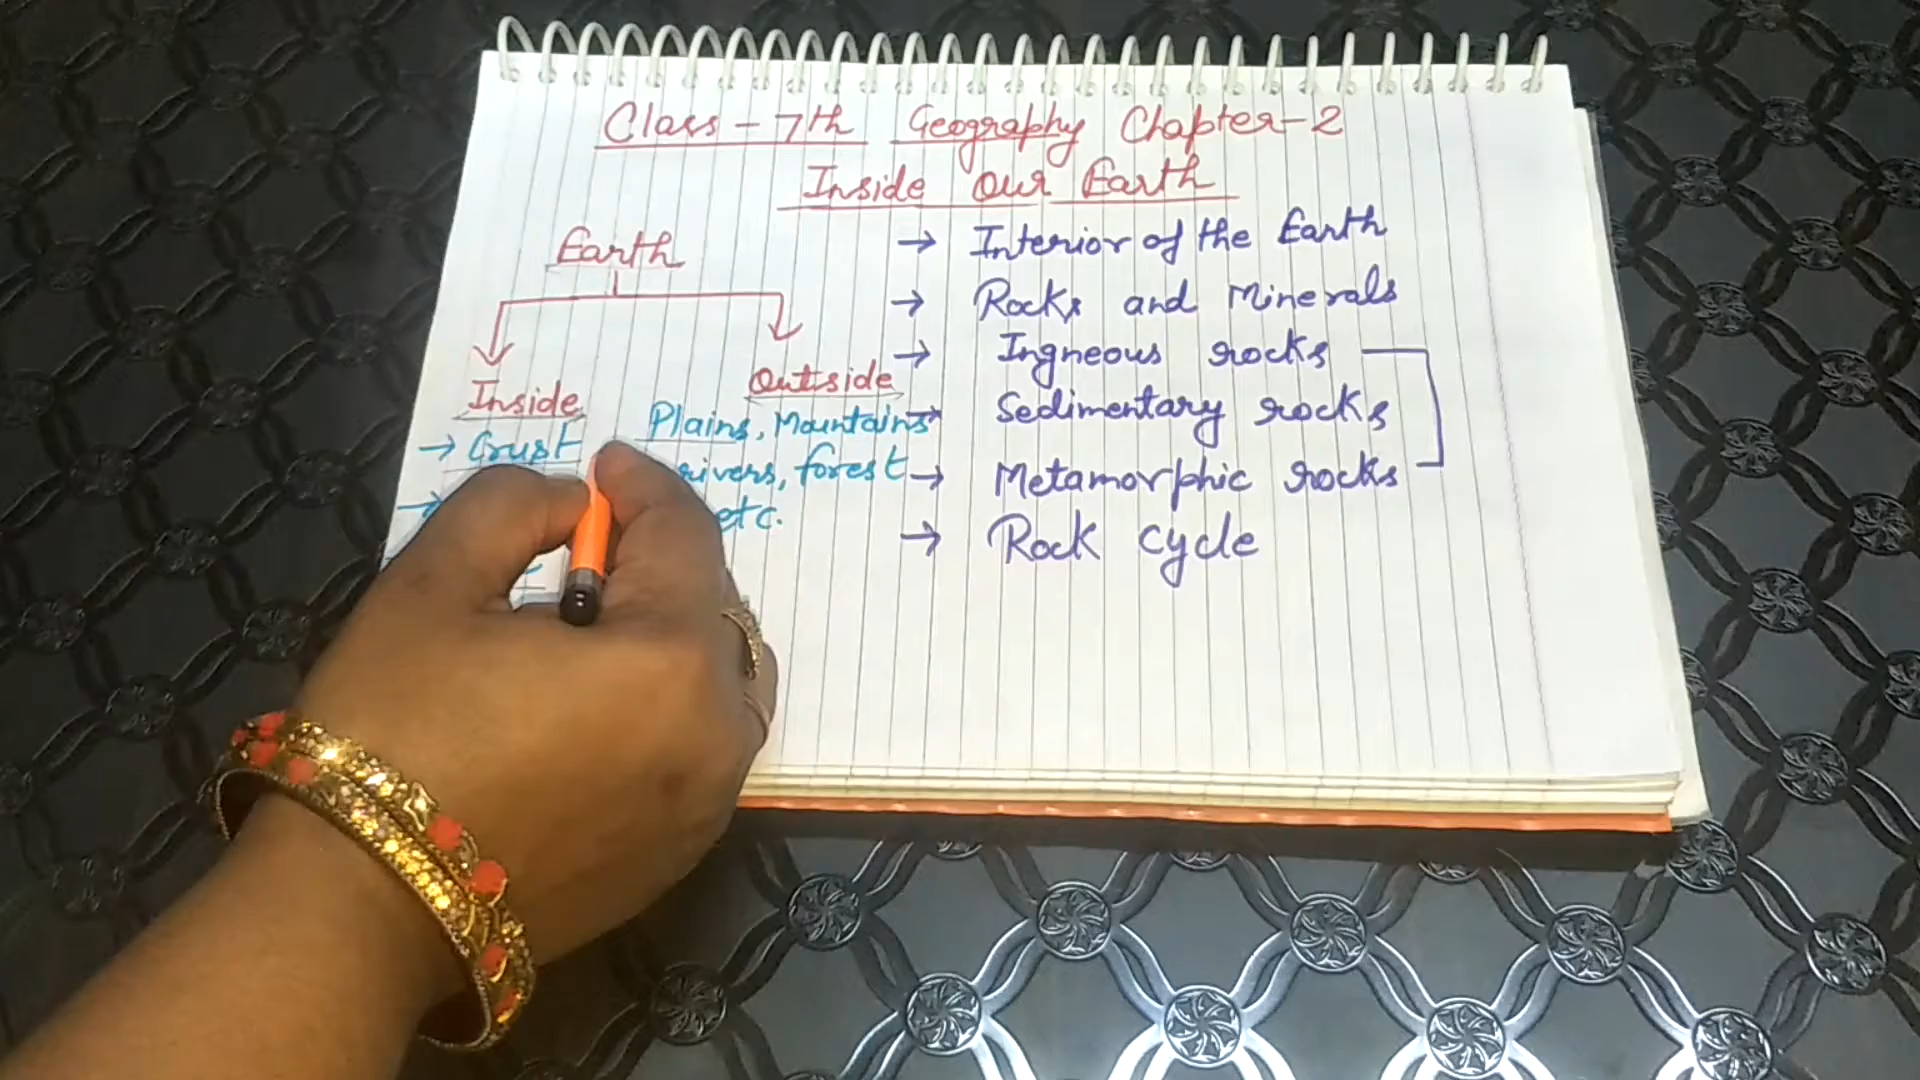 Class - 7th Geography Chapter-2
Inside Our Earth
Earth
Inside
→ Crust
→
Outside
Plains, Mountains
rivers, forest
etc.
→ Interior of the Earth
→ Rocks and Minerals
→ Ingneous rocks
→ Sedimentary rocks
→ Metamorphic rocks
→ Rock cycle